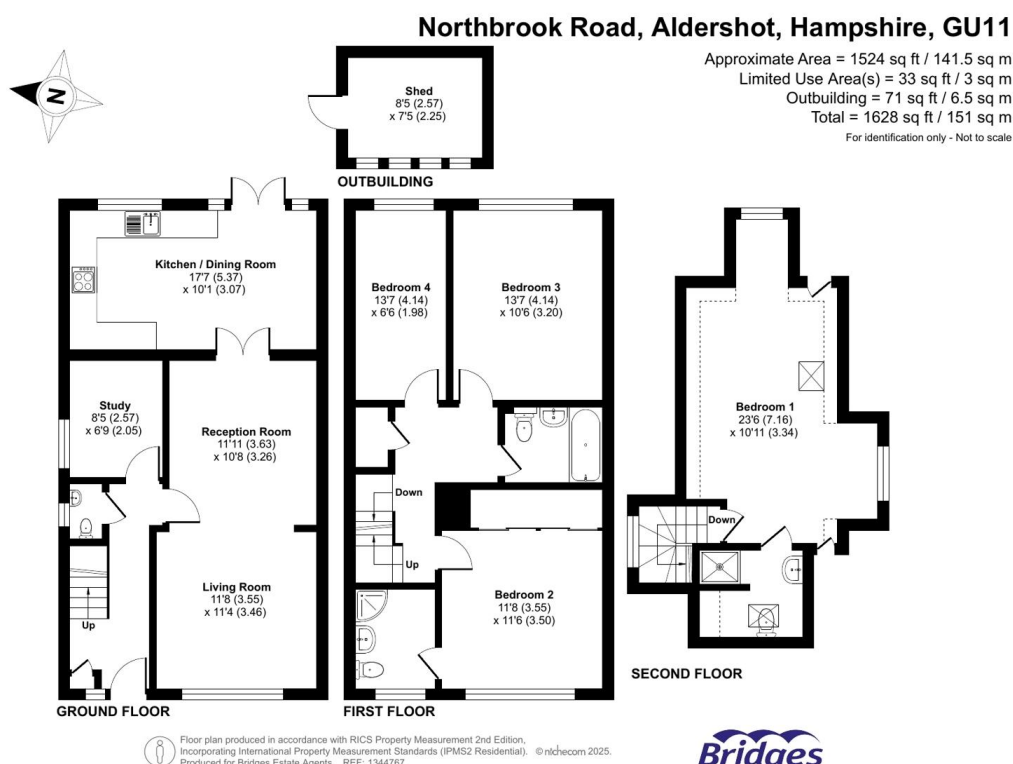 Northbrook Road, Aldershot, Hampshire, GU11
Approximate Area = 1524 sq ft / 141.5 sq m
Limited Use Area(s) = 33 sq ft / 3 sq m
Outbuilding = 71 sq ft / 6.5 sq m
Total = 1628 sq ft / 151 sq m
For identification only - Not to scale
N
Shed
8'5 (2.57)
x 7'5 (2.25)
OUTBUILDING
Kitchen / Dining Room
17'7 (5.37)
x 10'1 (3.07)
Study
8'5 (2.57)
x 6'9 (2.05)
Reception Room
11'11 (3.63)
x 10'8 (3.26)
Living Room
11'8 (3.55)
x 11'4 (3.46)
Up
GROUND FLOOR
Bedroom 4
13'7 (4.14)
x 6'6 (1.98)
Bedroom 3
13'7 (4.14)
x 10'6 (3.20)
Down
Up
Bedroom 2
11'8 (3.55)
x 11'6 (3.50)
FIRST FLOOR
Bedroom 1
23'6 (7.16)
x 10'11 (3.34)
Down
SECOND FLOOR
Floor plan produced in accordance with RICS Property Measurement 2nd Edition,
Incorporating International Property Measurement Standards (IPMS2 Residential). © nichecom 2025.
Produced for Bridges Estate Agents. REF: 1344767
Bridges